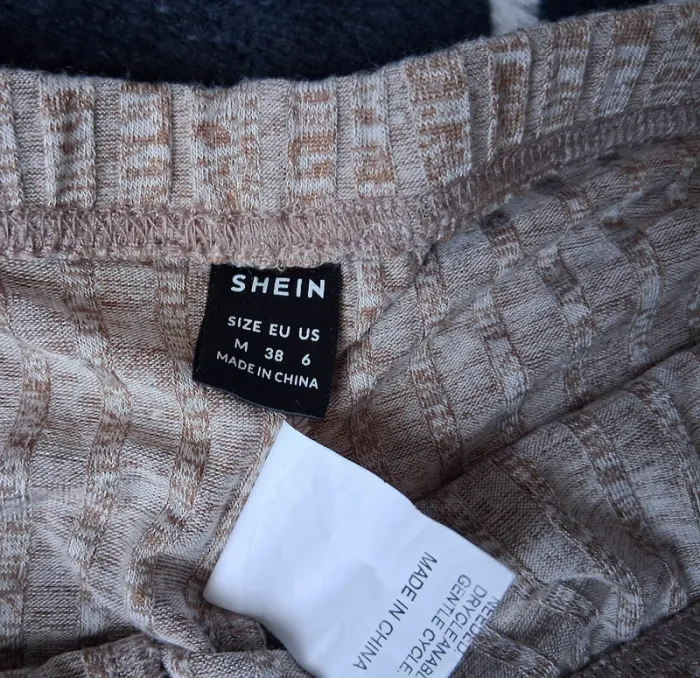 SHEIN
SIZE EU US
M 38 6
MADE IN CHINA
MADE IN CHINA
GENTLE CYCLE.
DRYCLEANABLE